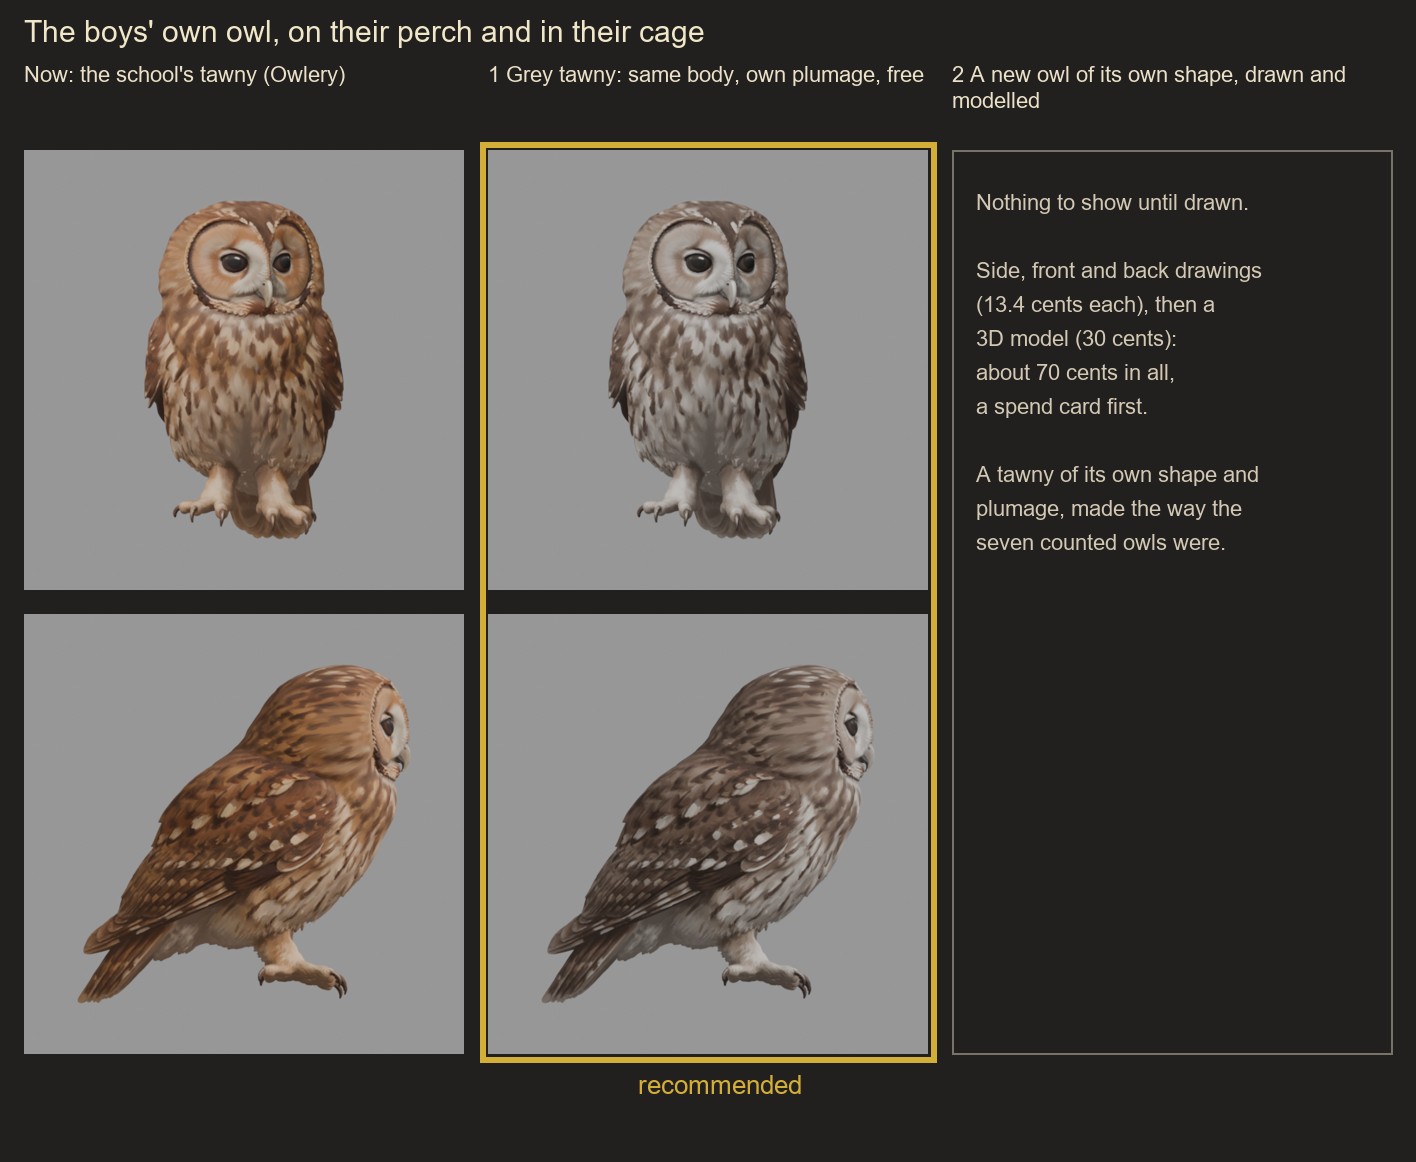 The boys' own owl, on their perch and in their cage
Now: the school's tawny (Owlery)
1 Grey tawny: same body, own plumage, free
2 A new owl of its own shape, drawn and
modelled
Nothing to show until drawn.
Side, front and back drawings
(13.4 cents each), then a
3D model (30 cents):
about 70 cents in all,
a spend card first.
A tawny of its own shape and
plumage, made the way the
seven counted owls were.
recommended